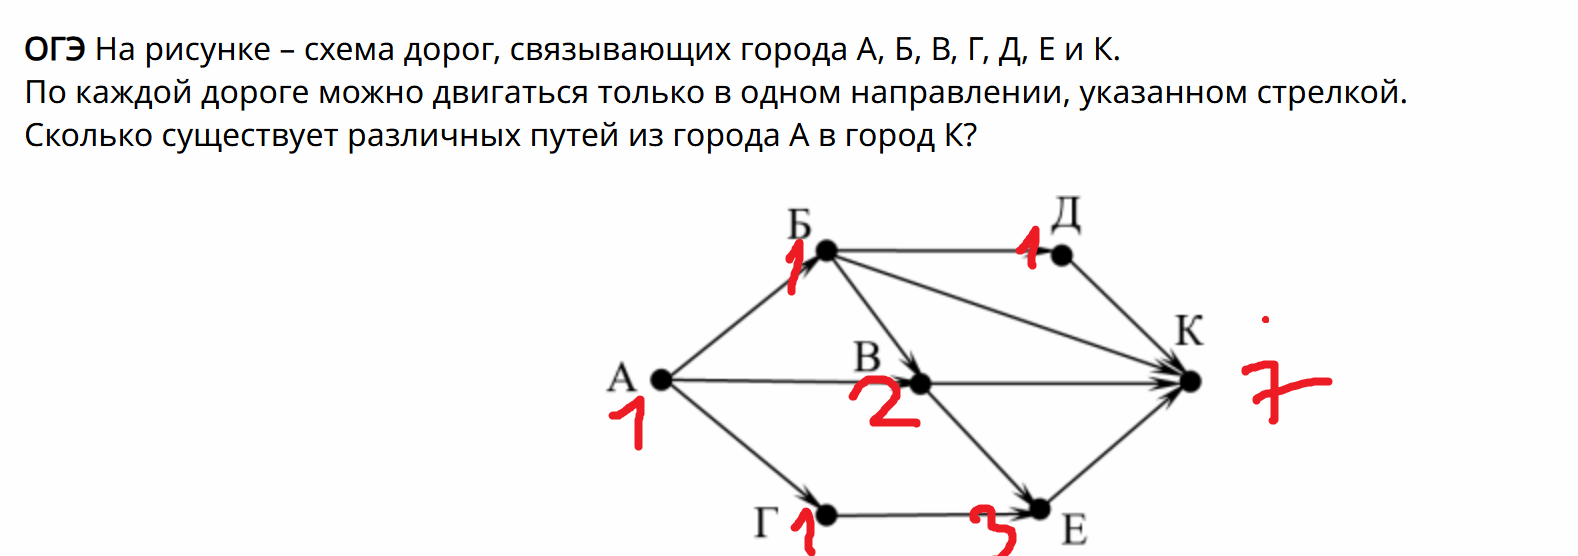 ОГЭ На рисунке – схема дорог, связывающих города А, Б, В, Г, Д, Е и К.
По каждой дороге можно двигаться только в одном направлении, указанном стрелкой.
Сколько существует различных путей из города А в город К?
Б
1
1
Д
К
7
А
1
В
2
Г
1
3
Е